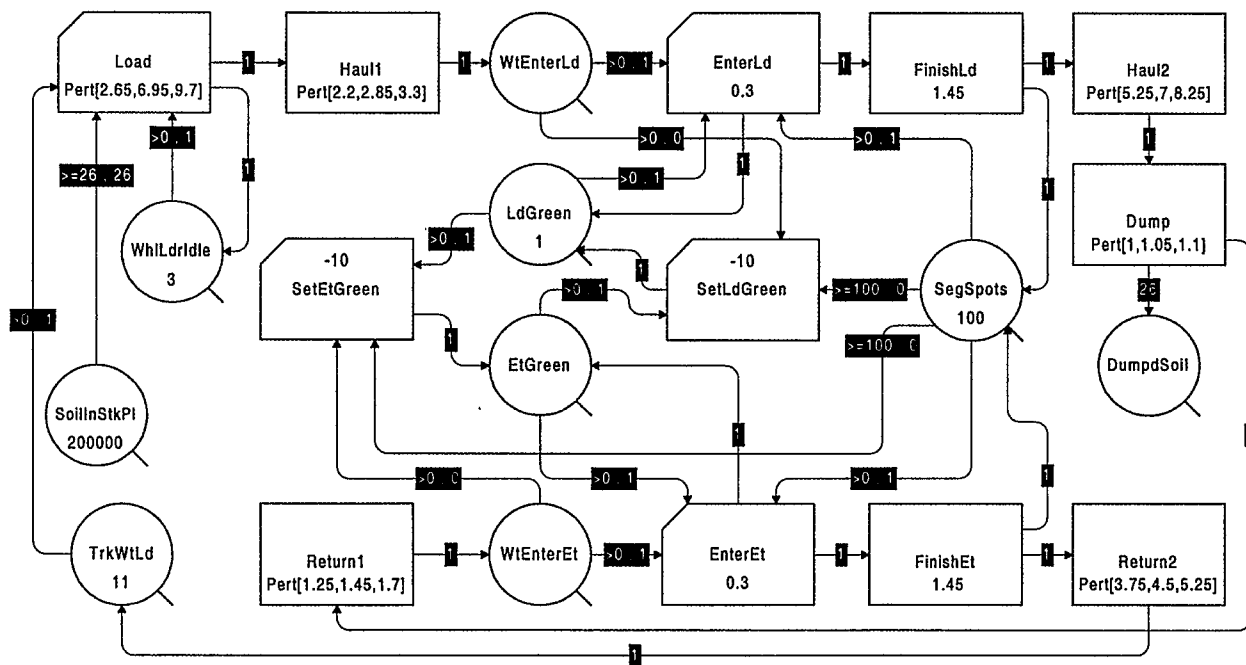 Load
Pert[2.65,6.95,9.7]
1
Haul1
Pert[2.2,2.85,3.3]
1
WtEnterLd
>0 . 1
EnterLd
0.3
1
FinishLd
1.45
1
Haul2
Pert[5.25,7,8.25]
>0 . 1
>=26 . 26
1
>0 . 0
>0 . 1
1
>0 . 1
1
1
WhlLdrIdle
3
LdGreen
1
>0 . 1
-10
SetEtGreen
>0 . 1
1
-10
SetLdGreen
>=100 . 0
>=100 . 0
SegSpots
100
1
Dump
Pert[1,1.05,1.1]
26
DumpdSoil
>0 . 1
1
EtGreen
SoilInStkPl
200000
1
>0 . 0
>0 . 1
>0 . 1
1
TrkWtLd
11
Return1
Pert[1.25,1.45,1.7]
1
WtEnterEt
>0 . 1
EnterEt
0.3
1
FinishEt
1.45
1
Return2
Pert[3.75,4.5,5.25]
1